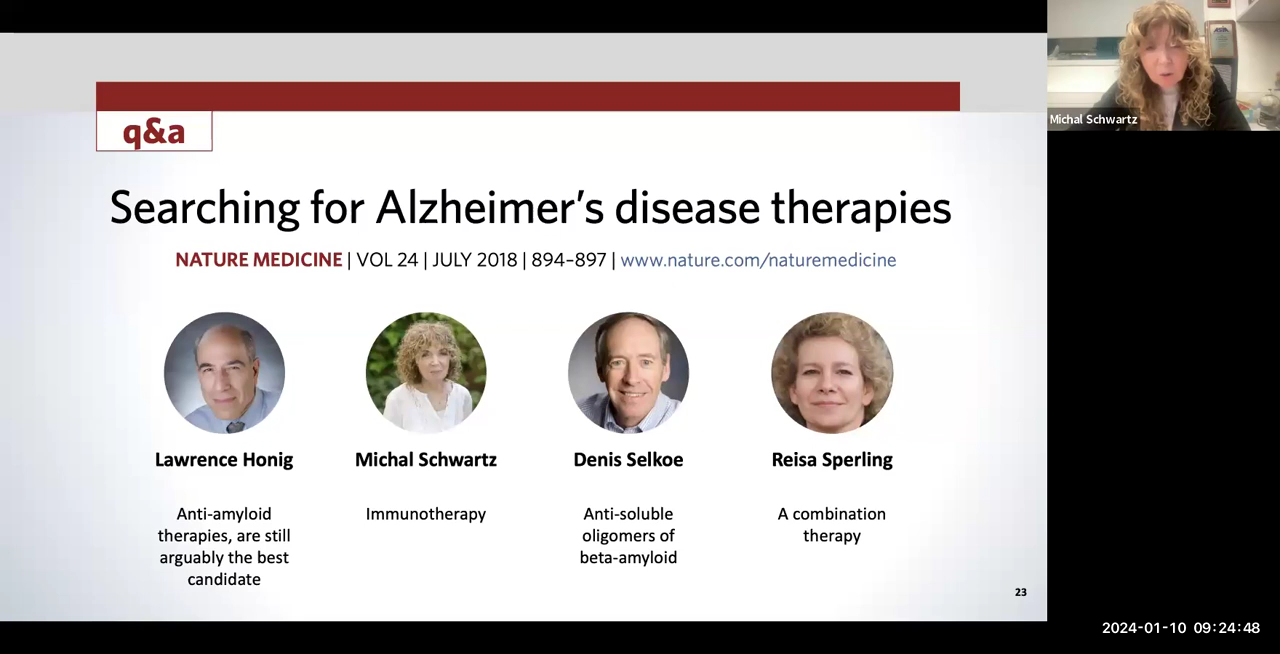 q&a
Searching for Alzheimer's disease therapies
NATURE MEDICINE | VOL 24 | JULY 2018 | 894–897 | www.nature.com/naturemedicine
Lawrence Honig
Michal Schwartz
Denis Selkoe
Reisa Sperling
Anti-amyloid
therapies, are still
arguably the best
candidate
Immunotherapy
Anti-soluble
oligomers of
beta-amyloid
A combination
therapy
23
Michal Schwartz
2024-01-10 09:24:48